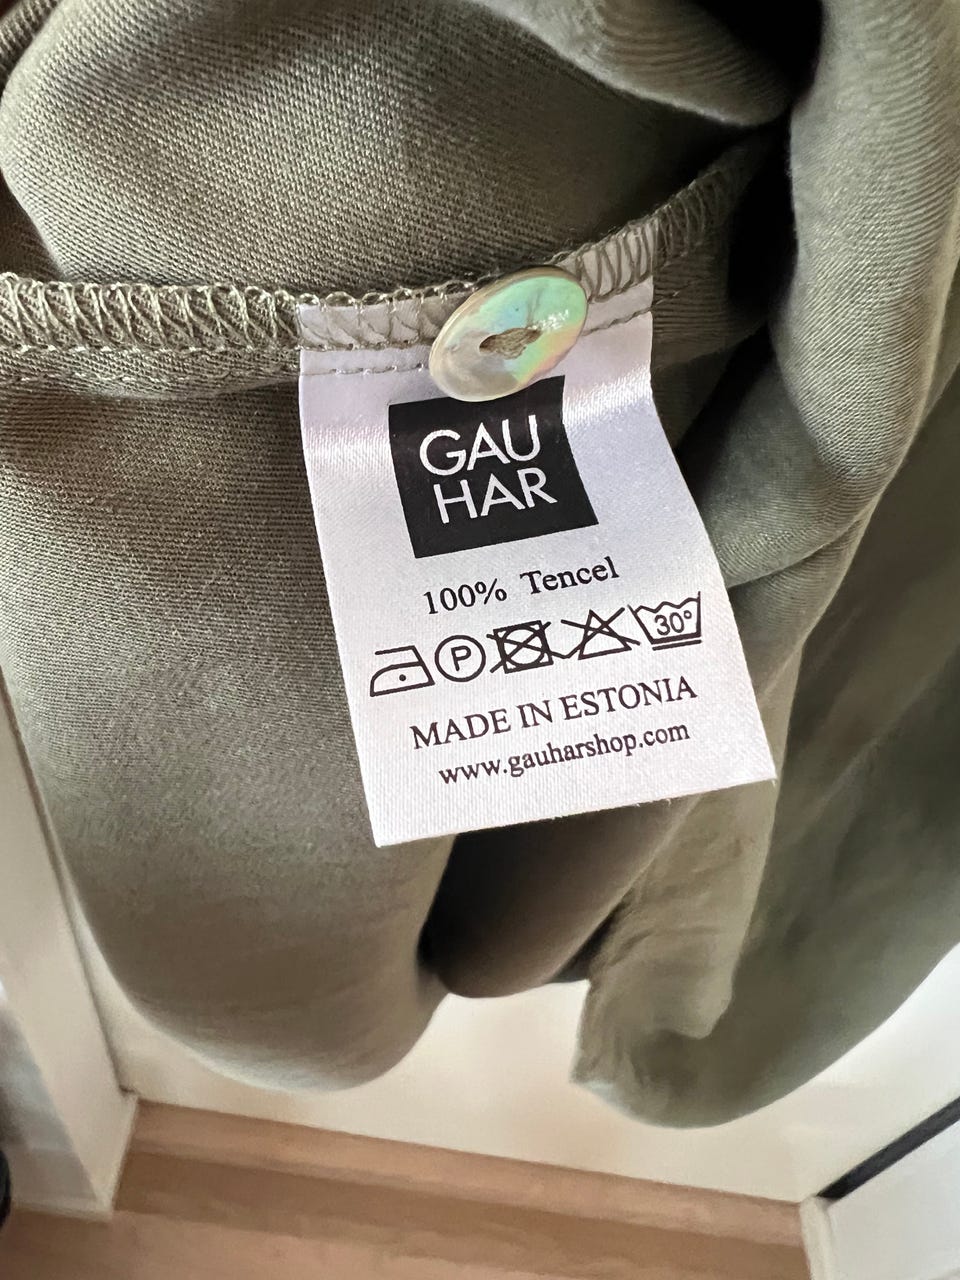 GAU
HAR
100% Tencel
P 30°
MADE IN ESTONIA
www.gauharshop.com